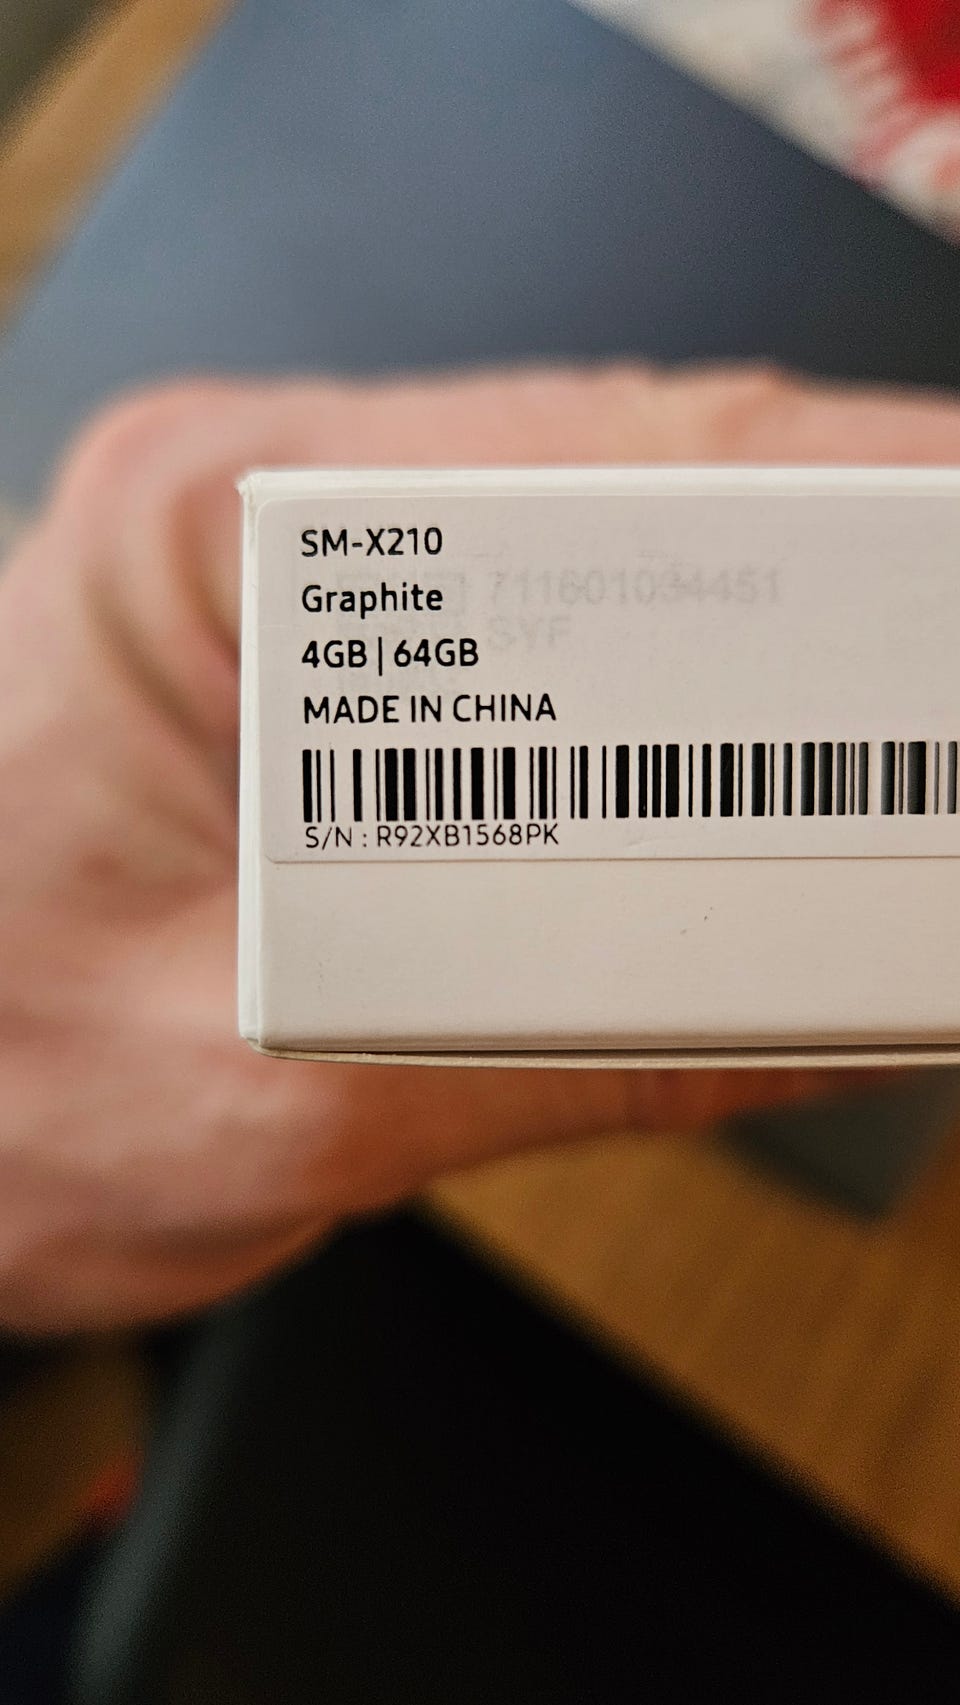 SM-X210
Graphite
4GB | 64GB
MADE IN CHINA
S/N : R92XB1568PK